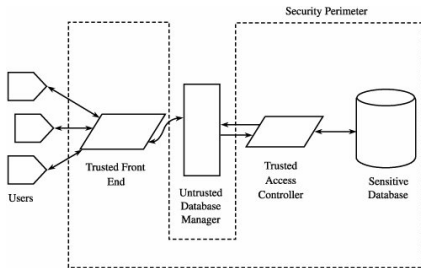 Security Perimeter
Trusted Front
End
Users
Untrusted
Database
Manager
Trusted
Access
Controller
Sensitive
Database